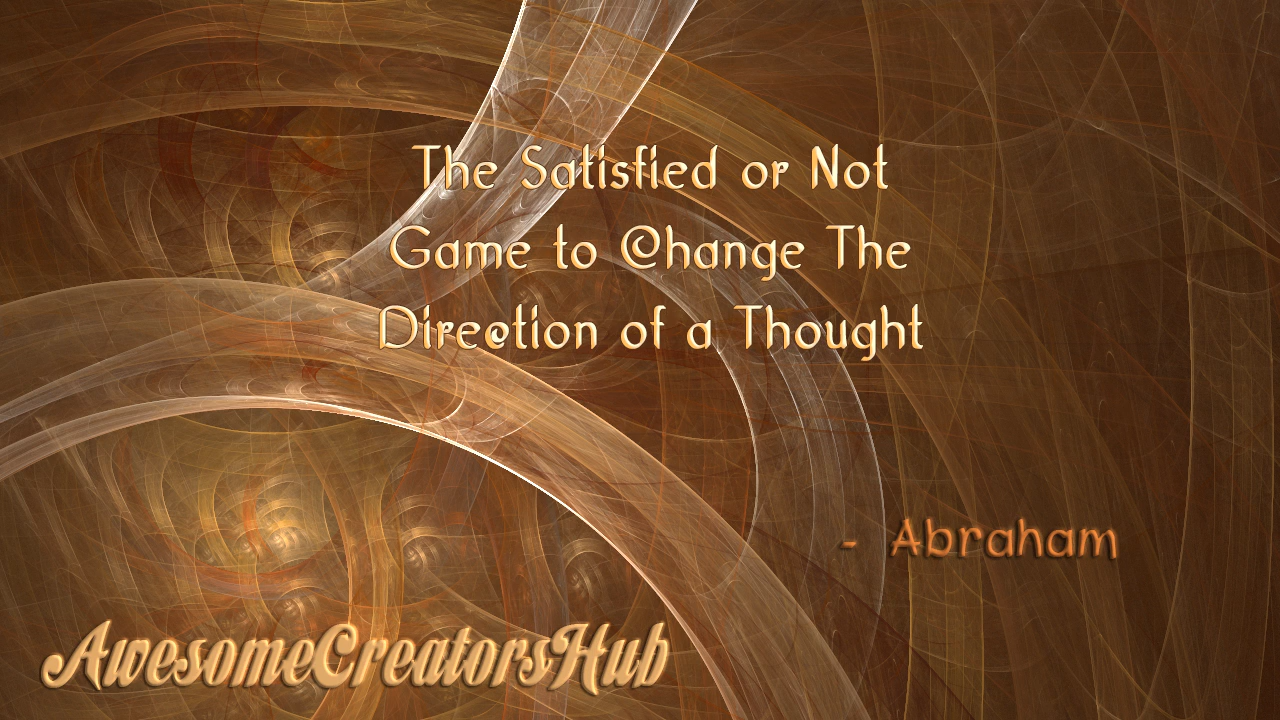 The Satisfied or Not
Game to Change The
Direction of a Thought
- Abraham
AwesomeCreatorsHub